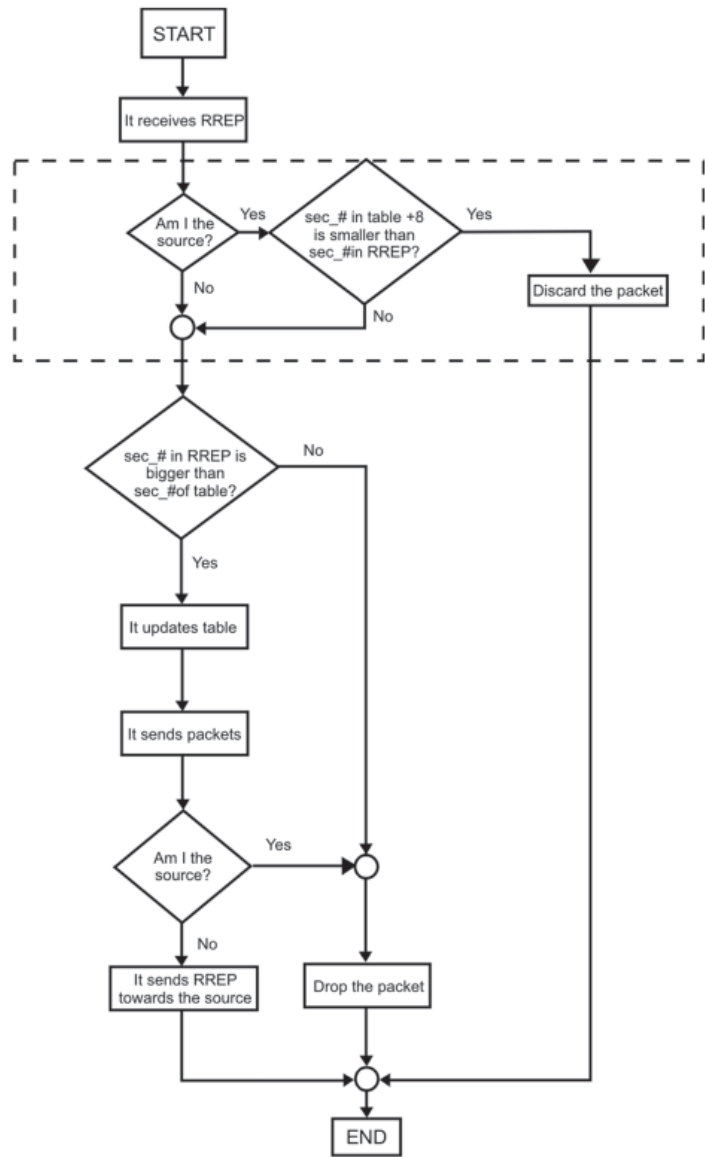 START
It receives RREP
Am I the
source?
Yes
sec_# in table +8
is smaller than
sec_#in RREP?
Yes
No
No
Discard the packet
sec_# in RREP is
bigger than
sec_#of table?
No
Yes
It updates table
It sends packets
Am I the
source?
Yes
No
It sends RREP
towards the source
Drop the packet
END